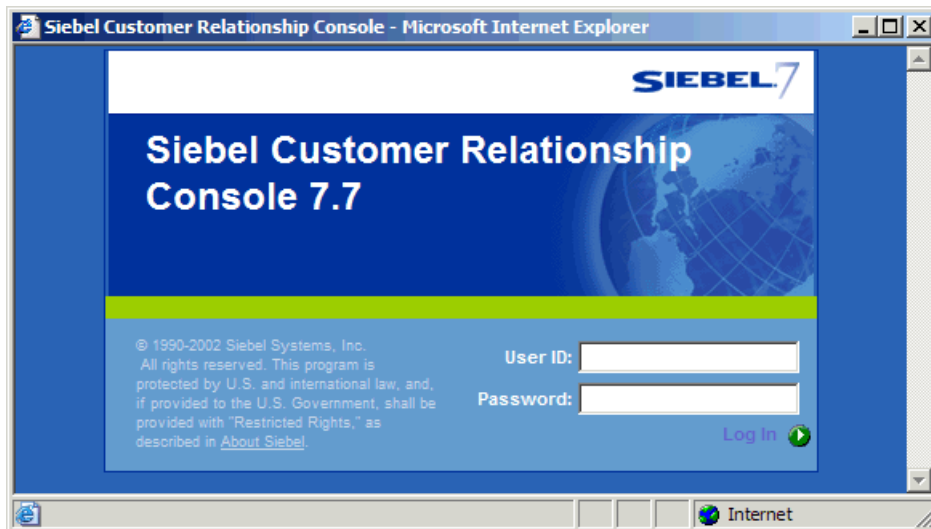 Siebel Customer Relationship Console - Microsoft Internet Explorer
SIEBEL.7
Siebel Customer Relationship
Console 7.7
© 1990-2002 Siebel Systems, Inc.
All rights reserved. This program is
protected by U.S. and international law, and,
if provided to the U.S. Government, shall be
provided with "Restricted Rights," as
described in About Siebel.
User ID:
Password:
Log In
Internet